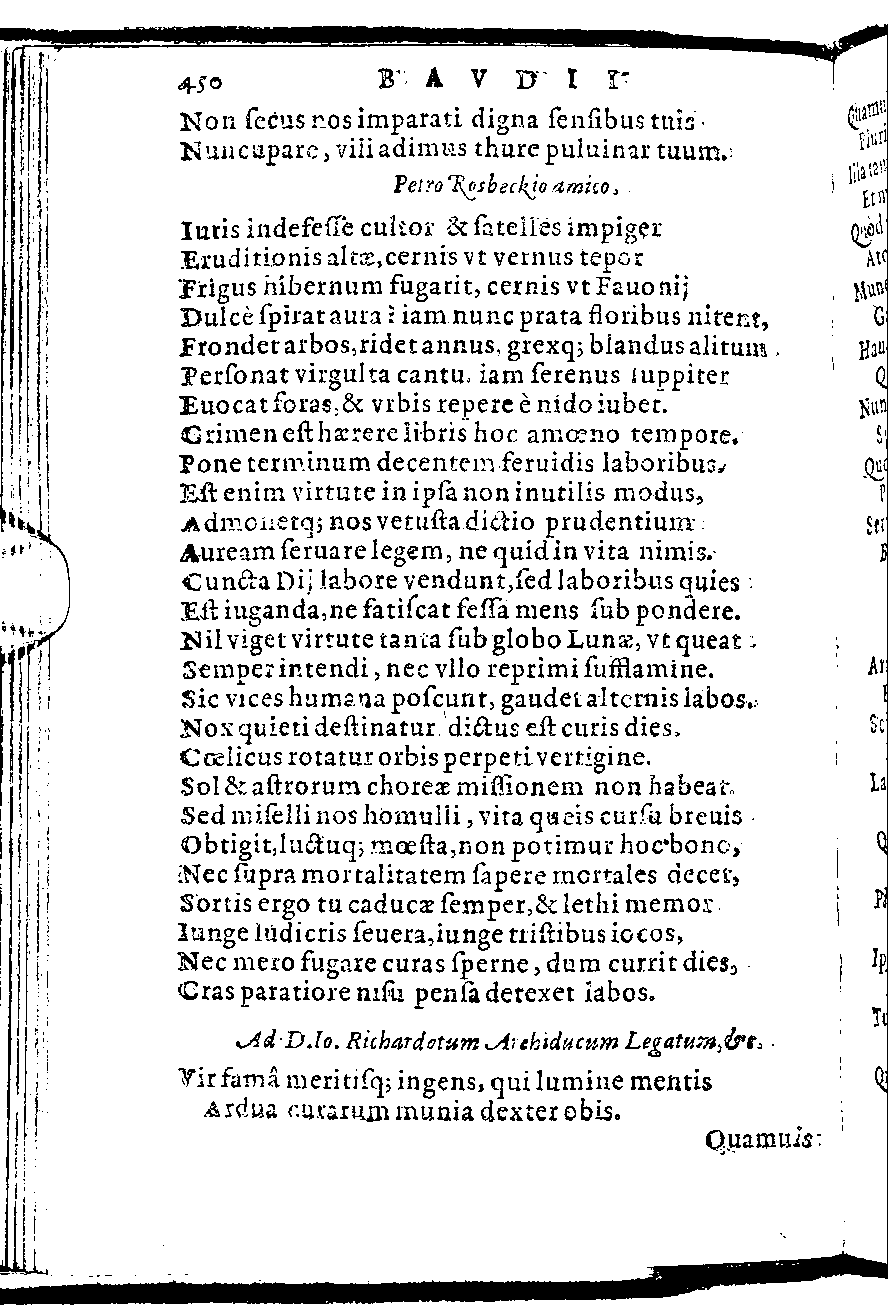 450 BAVDII
Non ſecus nos imparati digna ſenſibus tuis
Nuncupare, viii adimus thure puluinar tuum.
Petro Rosbeckio amico,
Iuris indefeſſè cultor & ſatelles impiger
Eruditionis altæ, cernis vt vernus tepor
Frigus hibernum fugarit, cernis vt Fauonij
Dulcè ſpirat aura? iam nunc prata floribus nitent,
Frondet arbos, ridet annus, grexq; blandus alitum
Perſonat virgulta cantu. iam ſerenus Iuppiter
Euocat foras, & vrbis repere è nido iubet.
Crimen eſt hærere libris hoc amœno tempore.
Pone terminum decentem feruidis laboribus,
Eſt enim virtute in ipſa non inutilis modus,
Admonetq; nos vetuſta dictio prudentium
Auream ſeruare legem, ne quid in vita nimis.
Cuncta Dij labore vendunt, ſed laboribus quies
Eſt iuganda, ne fatiſcat feſſa mens ſub pondere.
Nil viget virtute tanta ſub globo Lunæ, vt queat
Semper intendi, nec vllo reprimi ſufflamine.
Sic vices humana poſcunt, gaudet alternis labos.
Nox quieti deſtinatur dictus eſt curis dies,
Cœlicus rotatur orbis perpeti vertigine.
Sol & aſtrorum choreæ miſſionem non habeat.
Sed miſelli nos homulli, vita queis curſu breuis
Obtigit, luctuq; mœſta, non potimur hoc bono,
Nec ſupra mortalitatem ſapere mortales decet,
Sortis ergo tu caducæ ſemper, & lethi memor
Iunge ludicris ſeuera, iunge triſtibus iocos,
Nec mero fugare curas ſperne, dum currit dies,
Cras paratiore niſu penſa detexet labos.
Ad D. Io. Richardotum Archiducum Legatum, &c.
Vir famâ meritiſq; ingens, qui lumine mentis
Ardua curarum munia dexter obis.
Quamuis